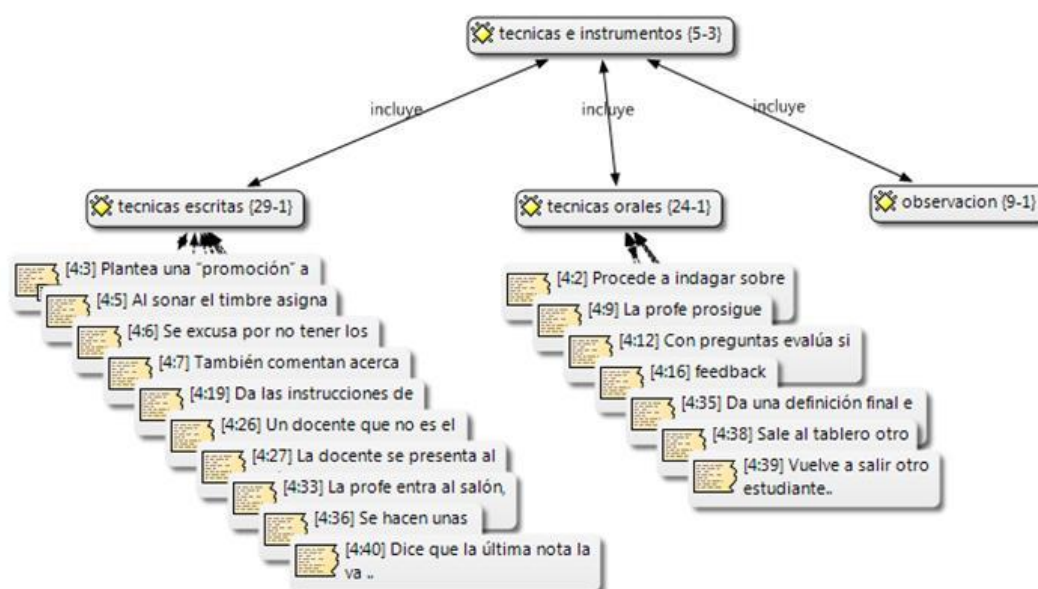 tecnicas e instrumentos {5-3}
incluye
incluye
incluye
tecnicas escritas {29-1}
tecnicas orales {24-1}
observacion {9-1}
[4:3] Plantea una "promoción" a
[4:5] Al sonar el timbre asigna
[4:6] Se excusa por no tener los
[4:7] También comentan acerca
[4:19] Da las instrucciones de
[4:26] Un docente que no es el
[4:27] La docente se presenta al
[4:33] La profe entra al salón,
[4:36] Se hacen unas
[4:40] Dice que la última nota la
va ..
[4:2] Procede a indagar sobre
[4:9] La profe prosigue
[4:12] Con preguntas evalúa si
[4:16] feedback
[4:35] Da una definición final e
[4:38] Sale al tablero otro
[4:39] Vuelve a salir otro
estudiante..